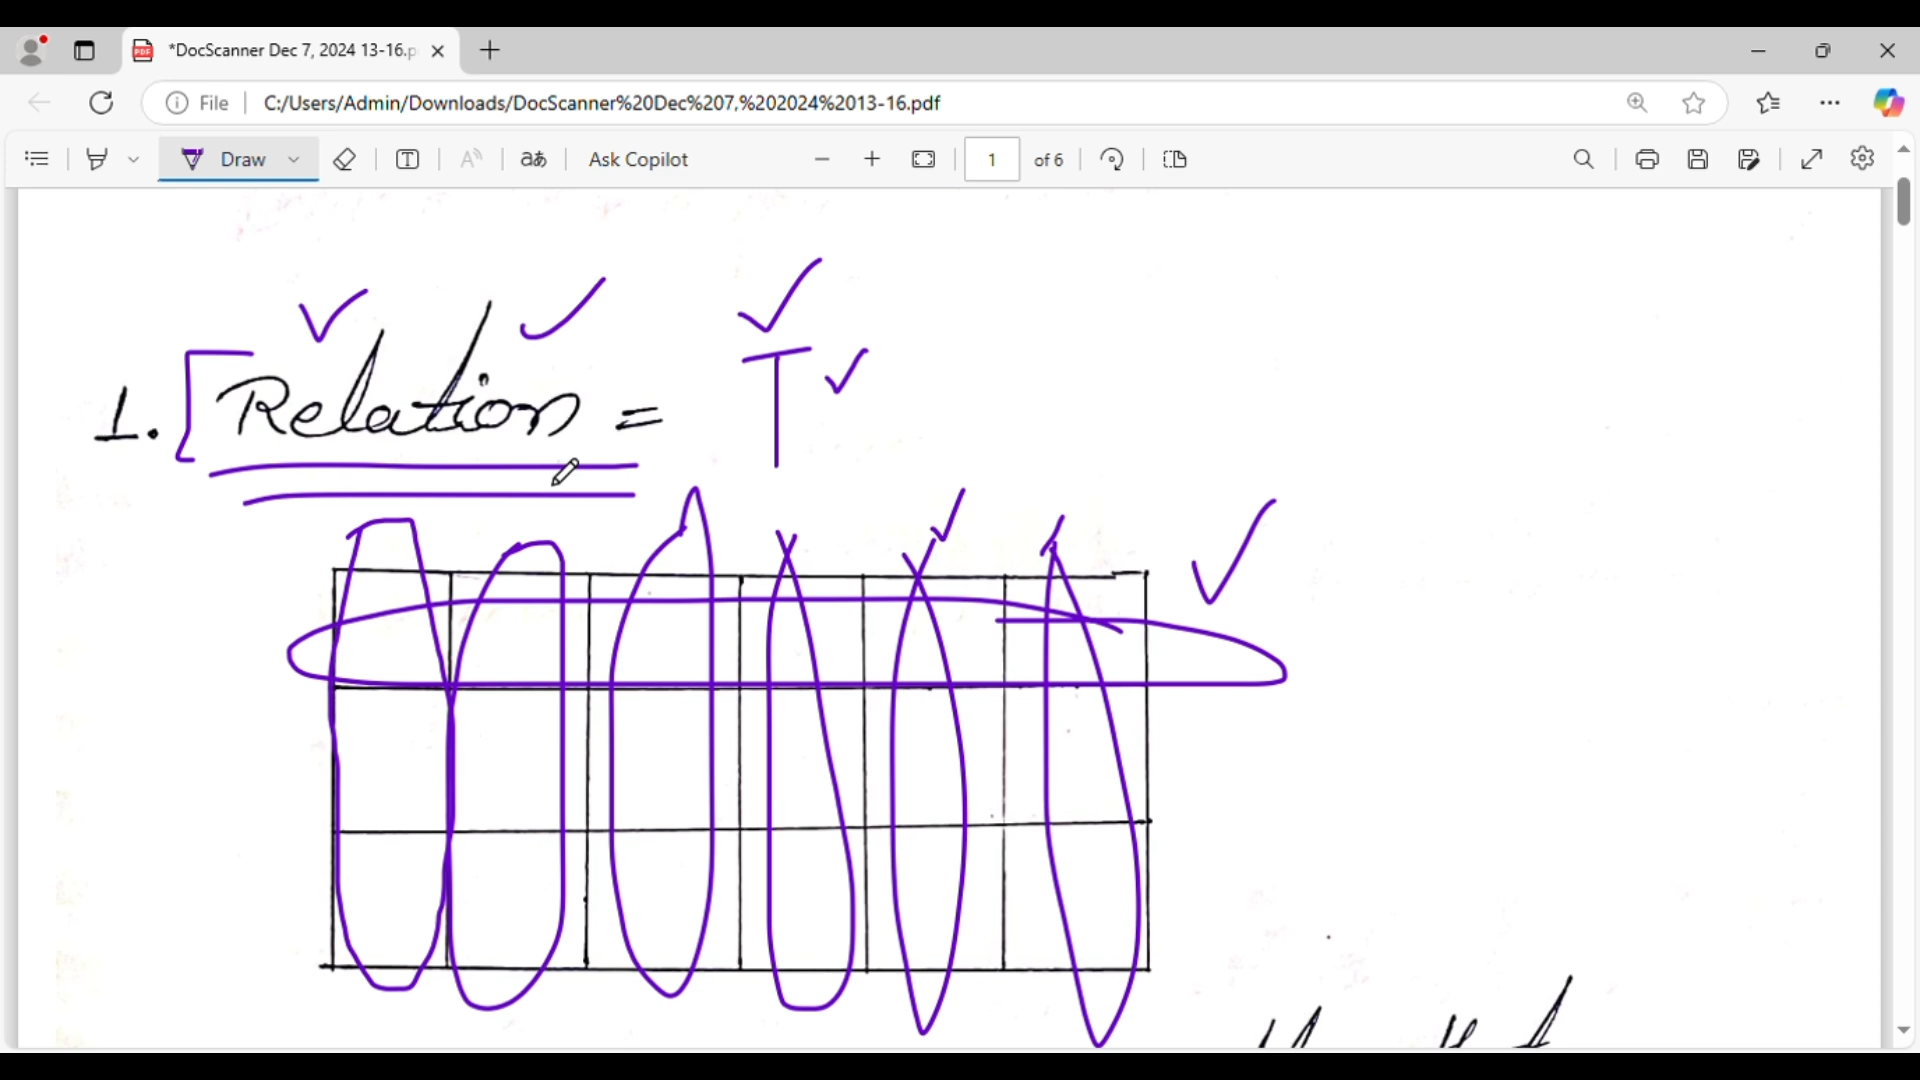 *DocScanner Dec 7, 2024 13-16.p
File
C:/Users/Admin/Downloads/DocScanner%20Dec%207,%202024%2013-16.pdf
Draw
Ask Copilot
1
of 6
1. Relation = T